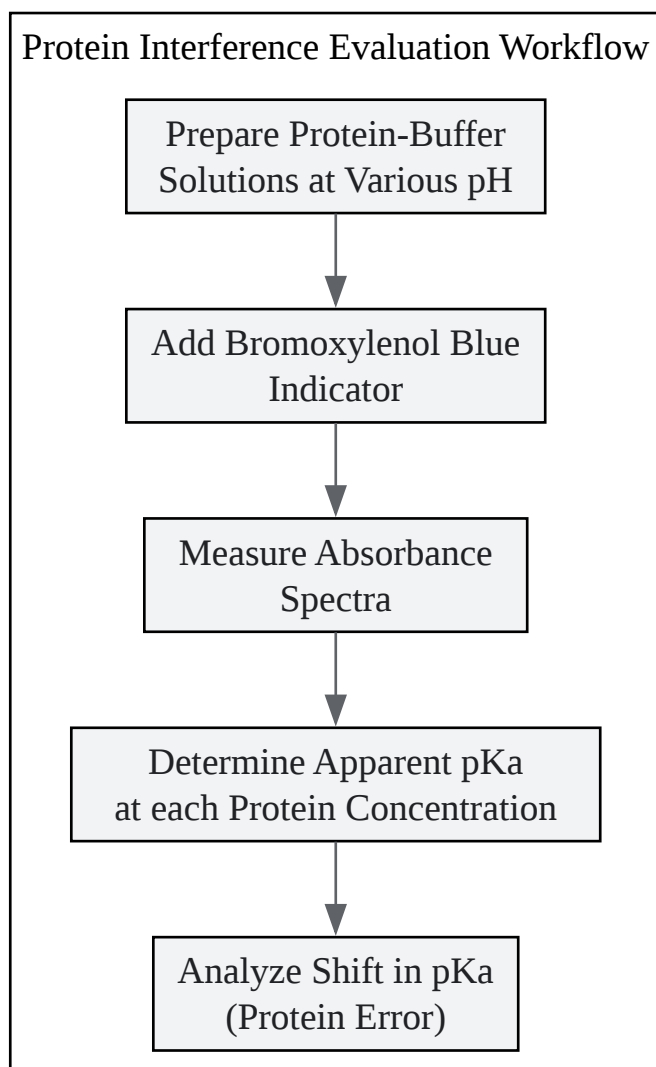 Protein Interference Evaluation Workflow
Prepare Protein-Buffer
Solutions at Various pH
Add Bromoxylenol Blue
Indicator
Measure Absorbance
Spectra
Determine Apparent pKa
at each Protein Concentration
Analyze Shift in pKa
(Protein Error)